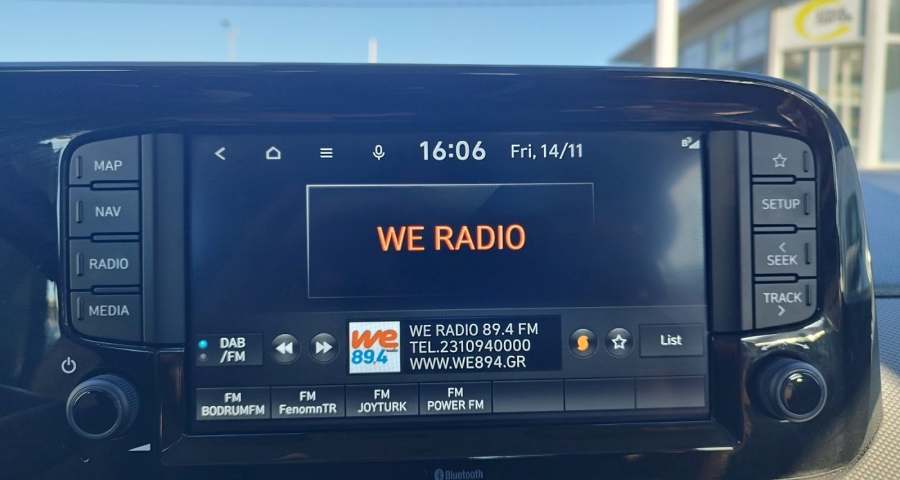 MAP
NAV
RADIO
MEDIA
16:06 Fri, 14/11
WE RADIO
DAB
/FM
we
89,4
WE RADIO 89.4 FM
TEL.2310940000
WWW.WE894.GR
List
FM
BODRUMFM
FM
FenomnTR
FM
JOYTURK
FM
POWER FM
SETUP
<
SEEK
TRACK
>
Bluetooth